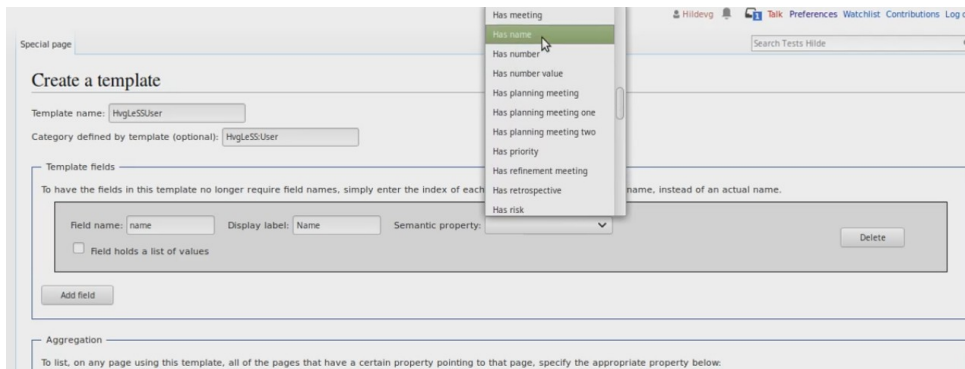 Has meeting
Hildevg 1 Talk Preferences Watchlist Contributions Log
Has name
Special page
Search Tests Hilde
Has number
Create a template
Has number value
Has planning meeting
Template name: HvgLeSSUser
Has planning meeting one
Category defined by template (optional): HvgLeSS:User
Has planning meeting two
Has priority
Template fields
Has refinement meeting
To have the fields in this template no longer require field names, simply enter the index of each
name, instead of an actual name.
Has retrospective
Has risk
Field name: name Display label: Name Semantic property:
Delete
Field holds a list of values
Add field
Aggregation
To list, on any page using this template, all of the pages that have a certain property pointing to that page, specify the appropriate property below: